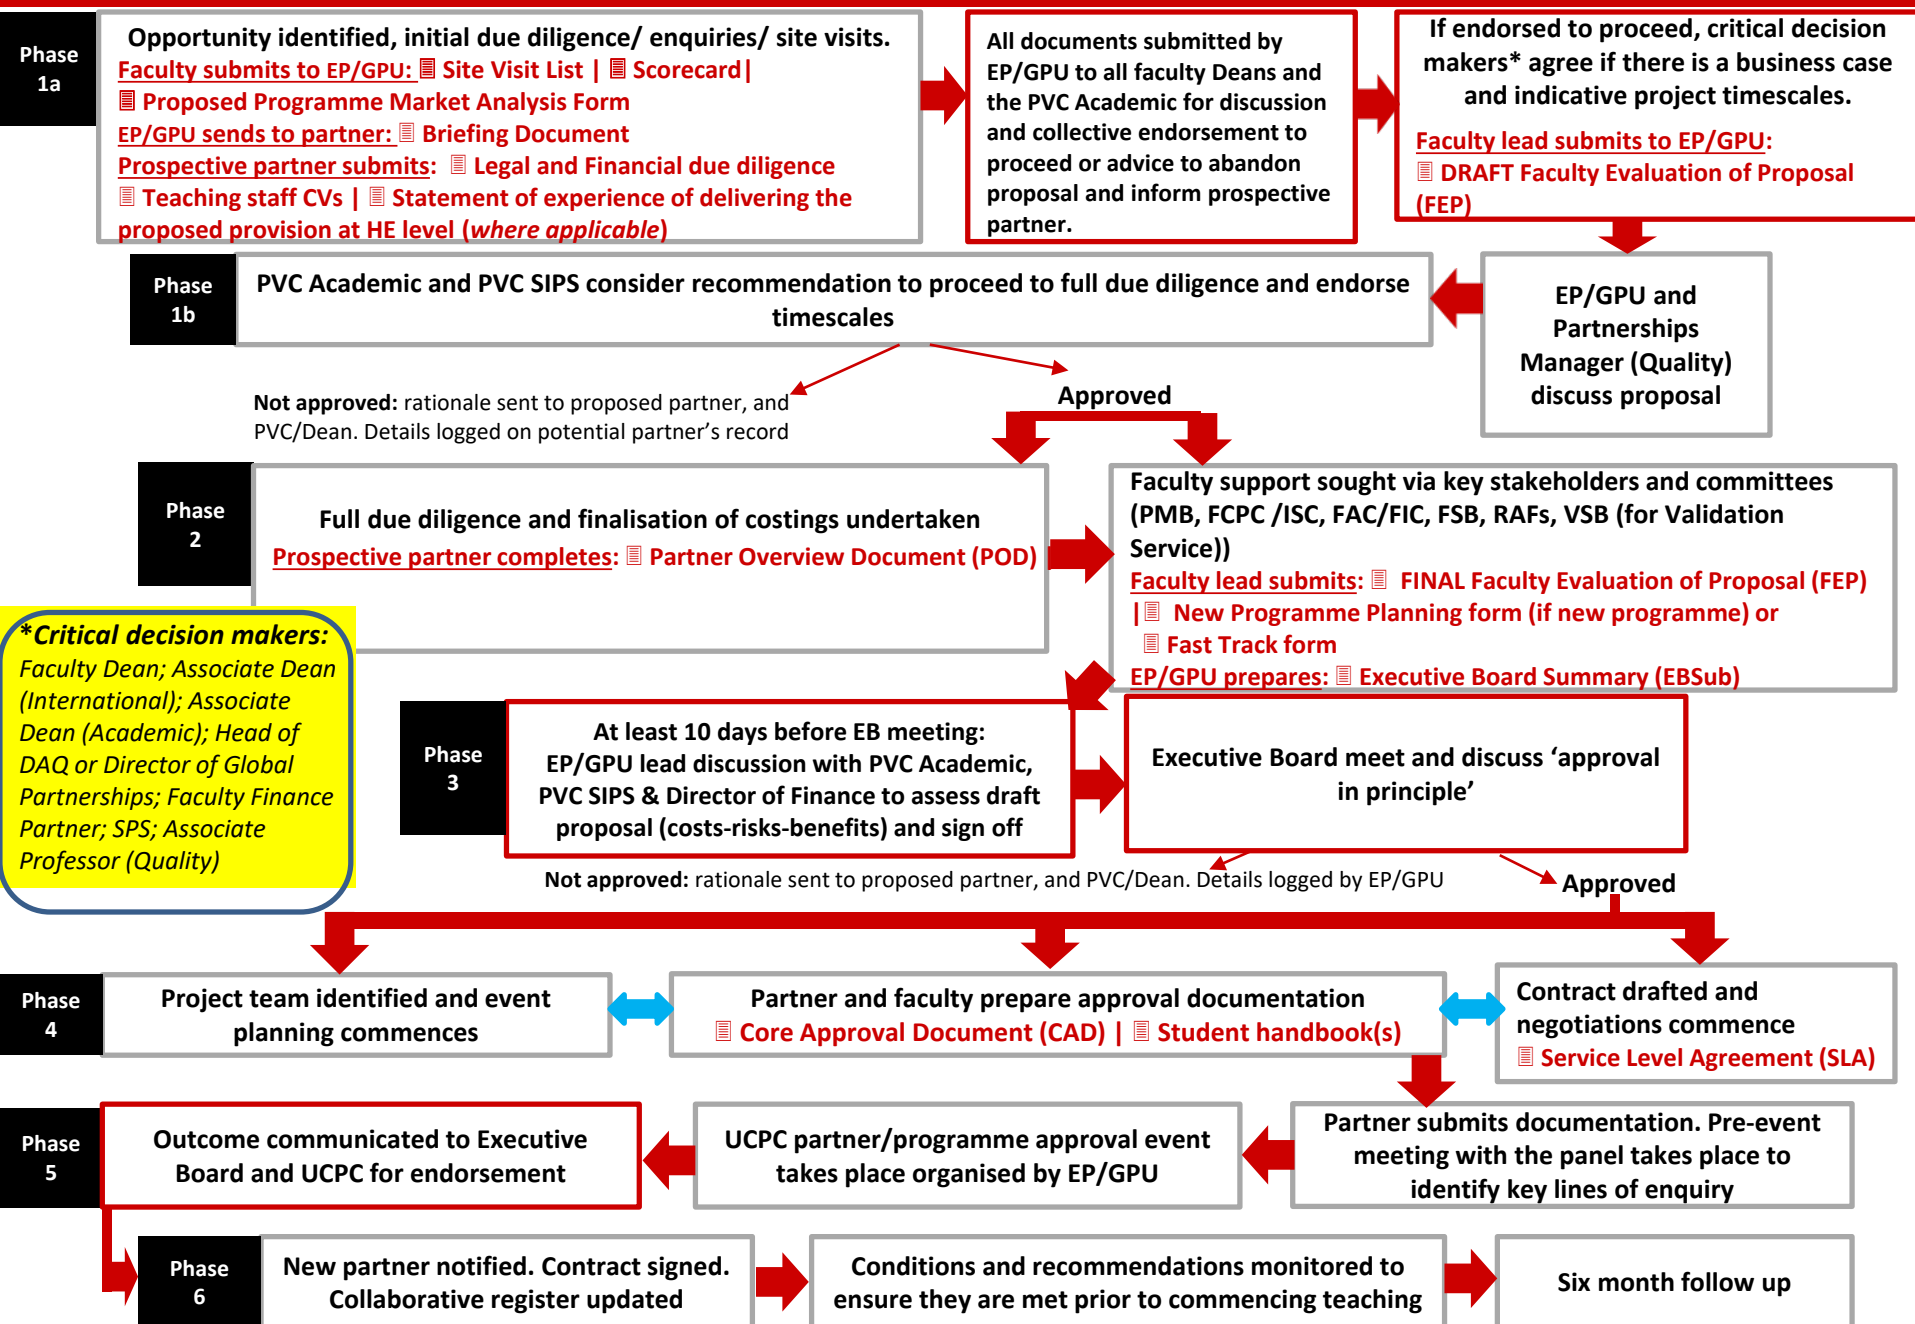 Phase
1a
Opportunity identified, initial due diligence/ enquiries/ site visits.
Faculty submits to EP/GPU: Site Visit List | Scorecard|
Proposed Programme Market Analysis Form
EP/GPU sends to partner: Briefing Document
Prospective partner submits: Legal and Financial due diligence
Teaching staff CVs | Statement of experience of delivering the
proposed provision at HE level (where applicable)
All documents submitted by
EP/GPU to all faculty Deans and
the PVC Academic for discussion
and collective endorsement to
proceed or advice to abandon
proposal and inform prospective
partner.
If endorsed to proceed, critical decision
makers* agree if there is a business case
and indicative project timescales.
Faculty lead submits to EP/GPU:
DRAFT Faculty Evaluation of Proposal
(FEP)
Phase
1b
PVC Academic and PVC SIPS consider recommendation to proceed to full due diligence and endorse
timescales
EP/GPU and
Partnerships
Manager (Quality)
discuss proposal
Not approved: rationale sent to proposed partner, and
PVC/Dean. Details logged on potential partner's record
Approved
Phase
2
Full due diligence and finalisation of costings undertaken
Prospective partner completes: Partner Overview Document (POD)
Faculty support sought via key stakeholders and committees
(PMB, FCPC /ISC, FAC/FIC, FSB, RAFs, VSB (for Validation
Service))
Faculty lead submits: FINAL Faculty Evaluation of Proposal (FEP)
| New Programme Planning form (if new programme) or
Fast Track form
EP/GPU prepares: Executive Board Summary (EBSub)
*Critical decision makers:
Faculty Dean; Associate Dean
(International); Associate
Dean (Academic); Head of
DAQ or Director of Global
Partnerships; Faculty Finance
Partner; SPS; Associate
Professor (Quality)
Phase
3
At least 10 days before EB meeting:
EP/GPU lead discussion with PVC Academic,
PVC SIPS & Director of Finance to assess draft
proposal (costs-risks-benefits) and sign off
Executive Board meet and discuss ‘approval
in principle’
Not approved: rationale sent to proposed partner, and PVC/Dean. Details logged by EP/GPU
Approved
Phase
4
Project team identified and event
planning commences
Partner and faculty prepare approval documentation
Core Approval Document (CAD) | Student handbook(s)
Contract drafted and
negotiations commence
Service Level Agreement (SLA)
Phase
5
Outcome communicated to Executive
Board and UCPC for endorsement
UCPC partner/programme approval event
takes place organised by EP/GPU
Partner submits documentation. Pre-event
meeting with the panel takes place to
identify key lines of enquiry
Phase
6
New partner notified. Contract signed.
Collaborative register updated
Conditions and recommendations monitored to
ensure they are met prior to commencing teaching
Six month follow up